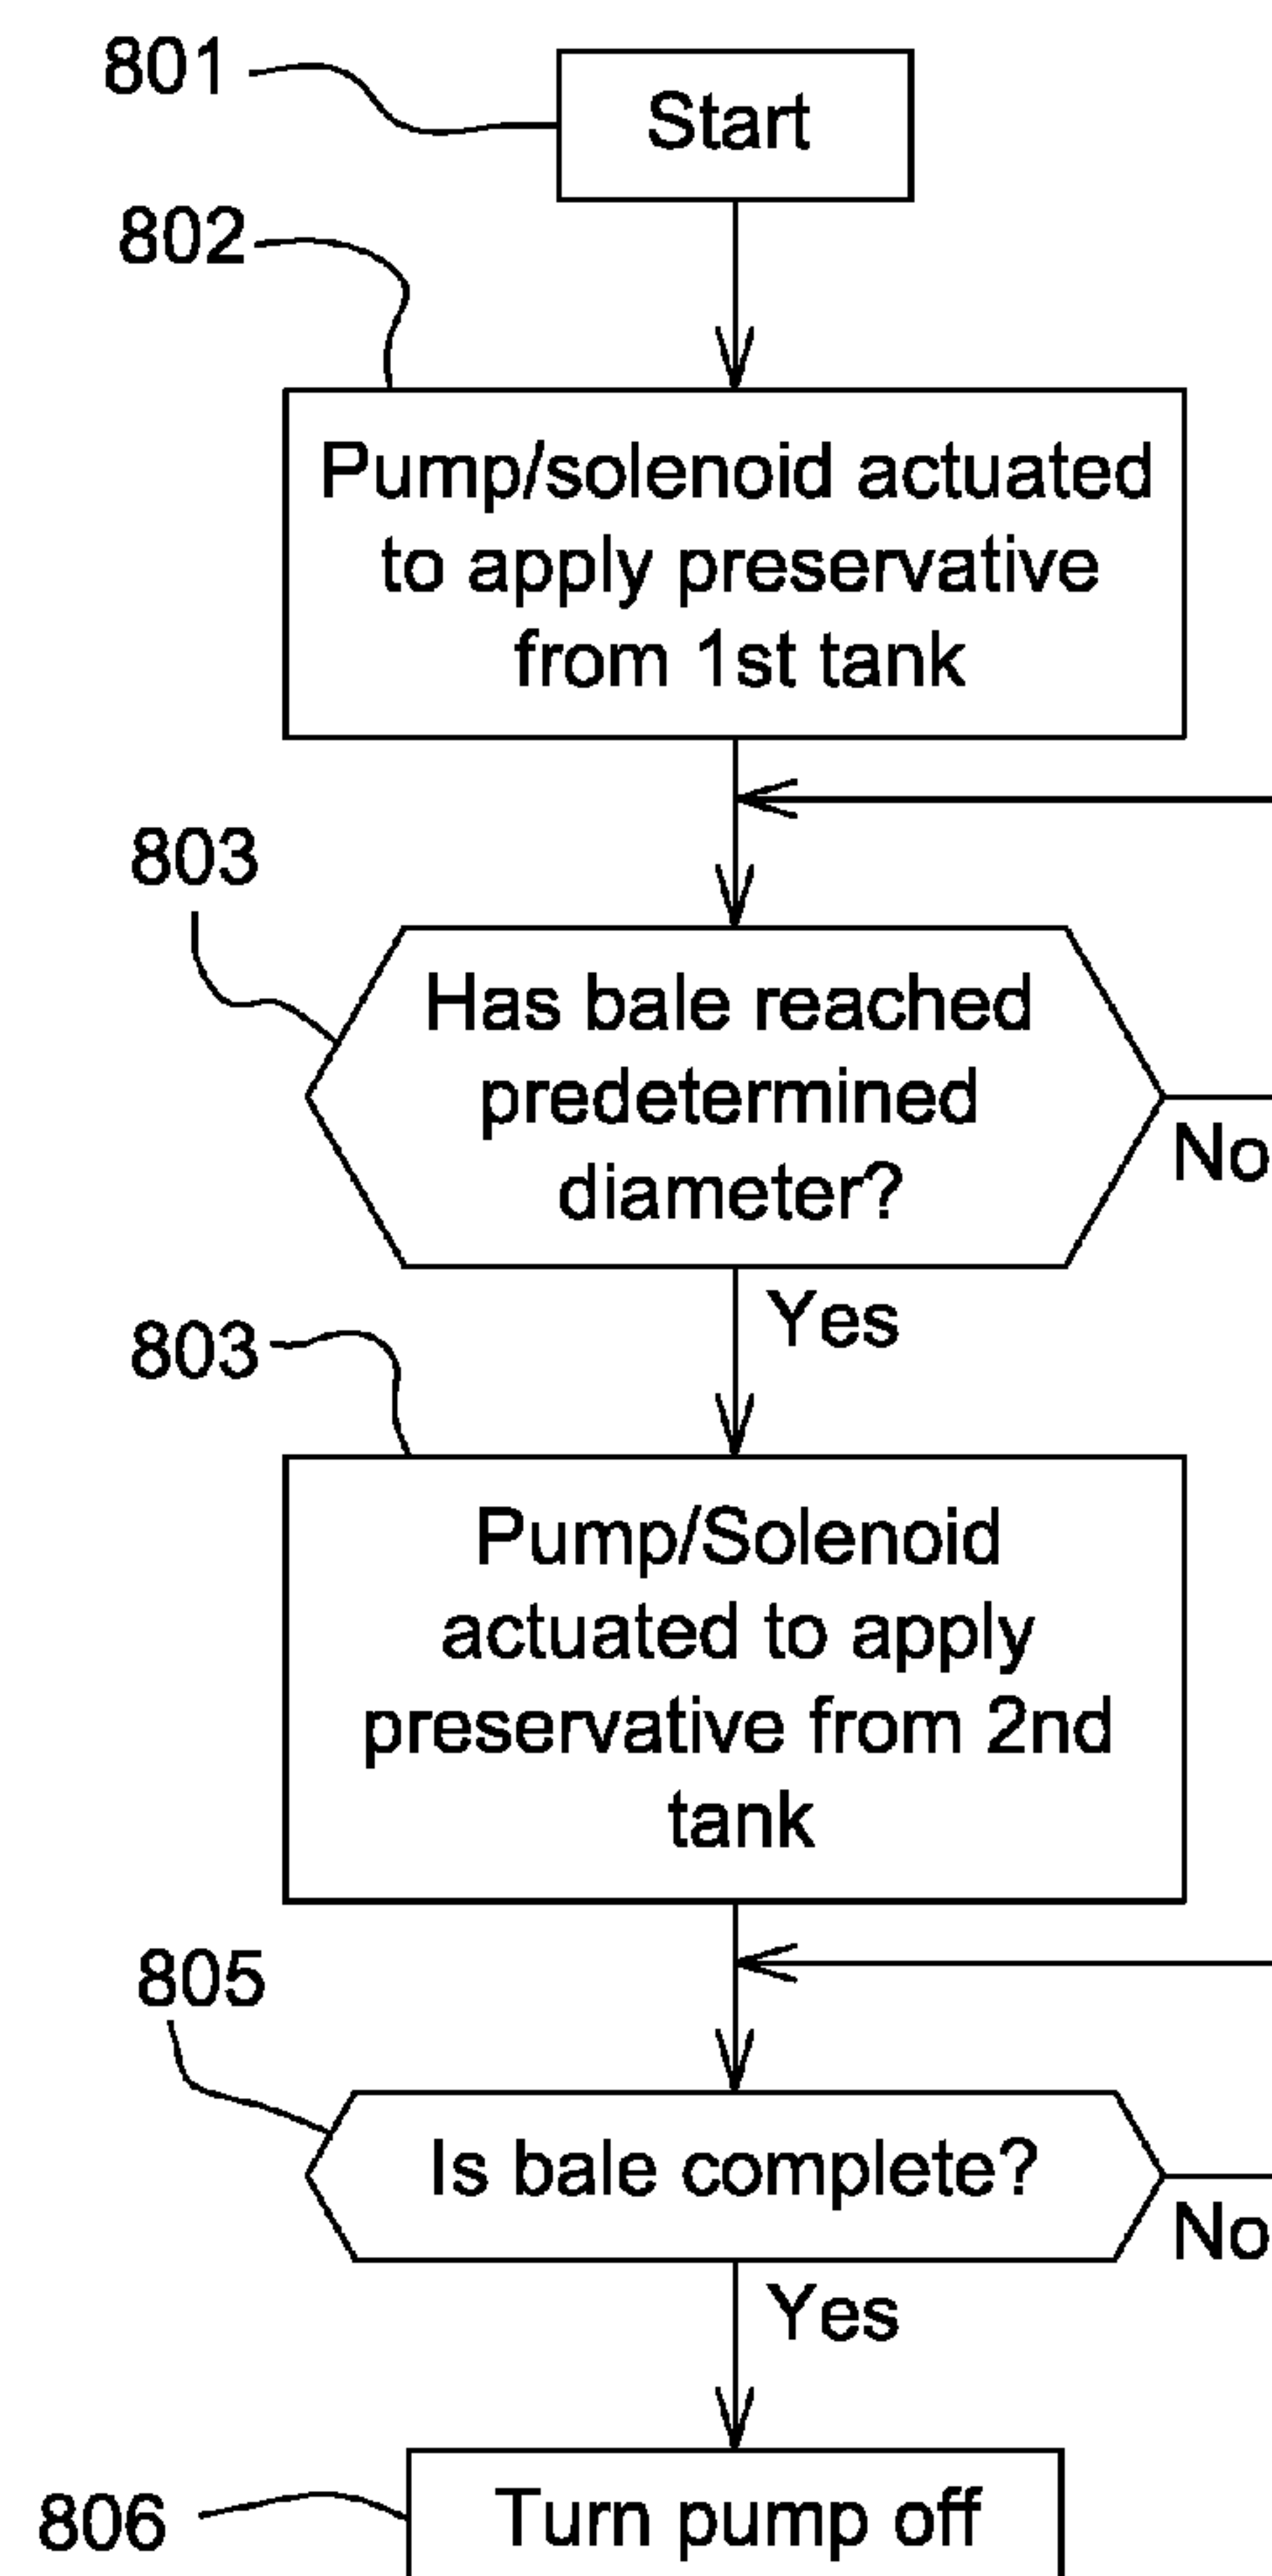 801
Start
802
Pump/solenoid actuated
to apply preservative
from 1st tank
803
Has bale reached
predetermined
diameter?
No
Yes
803
Pump/Solenoid
actuated to apply
preservative from 2nd
tank
805
Is bale complete?
No
Yes
806
Turn pump off